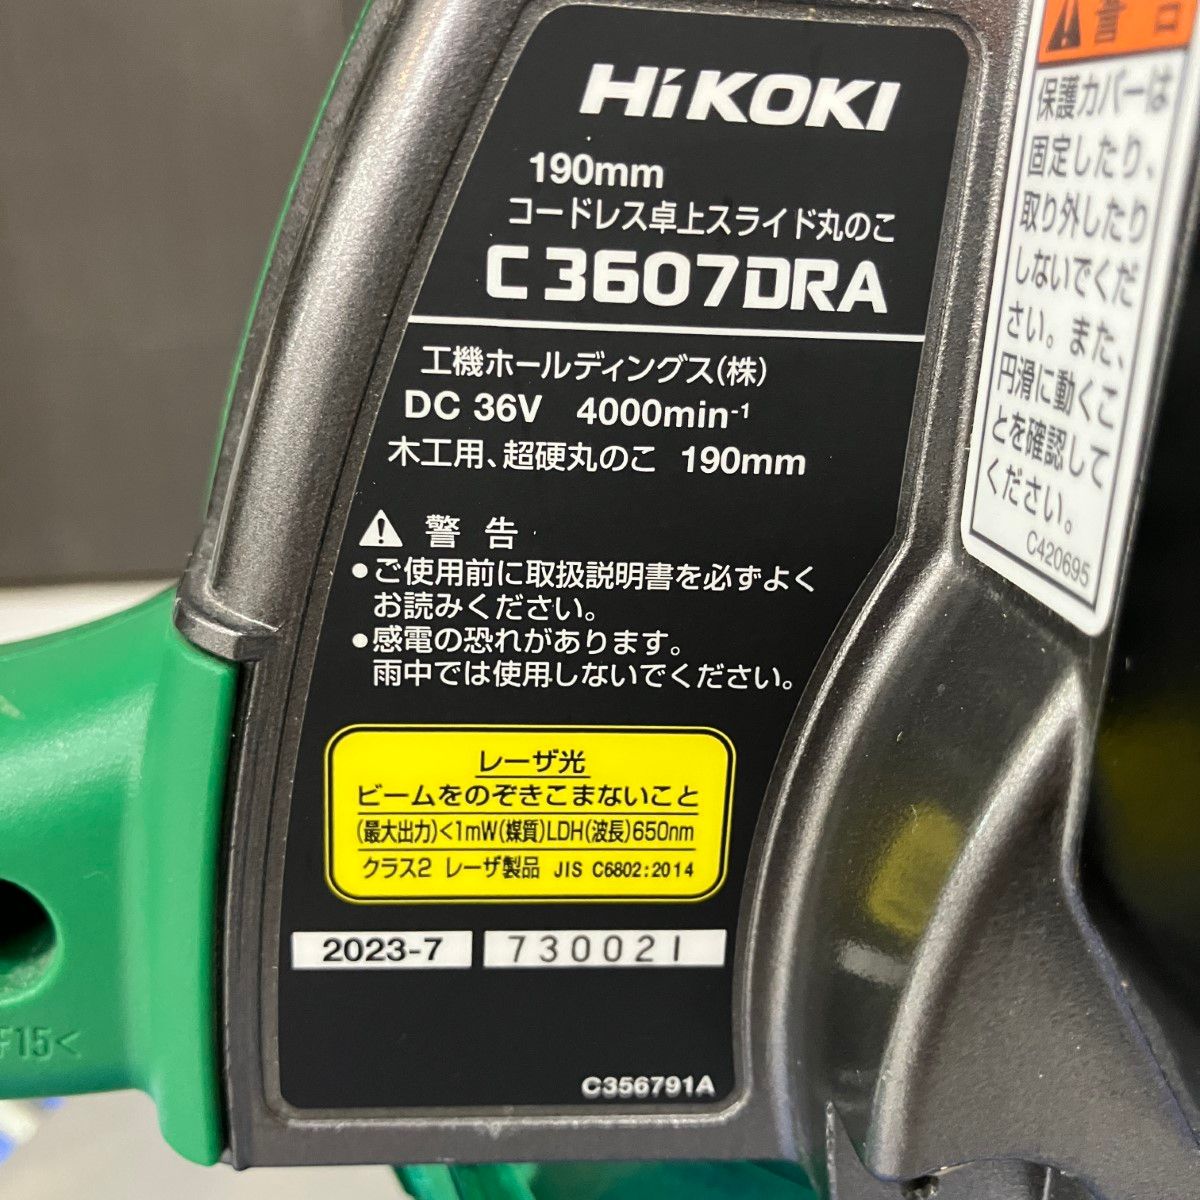 HiKOKI
190mm
コードレス卓上スライド丸のこ
C3607DRA
工機ホールディングス(株)
DC 36V 4000min-1
木工用、超硬丸のこ 190mm
警告
•ご使用前に取扱説明書を必ずよく
お読みください。
•感電の恐れがあります。
雨中では使用しないでください。
レーザ光
ビームをのぞきこまないこと
(最大出力)<1mW(媒質)LDH(波長)650nm
クラス2 レーザ製品 JIS C6802:2014
2023-7 730021
C356791A
保護カバーは
固定したり、
取り外したり
しないでくだ
さい。また、
円滑に動くこ
とを確認して
ください。
C420695
F15<